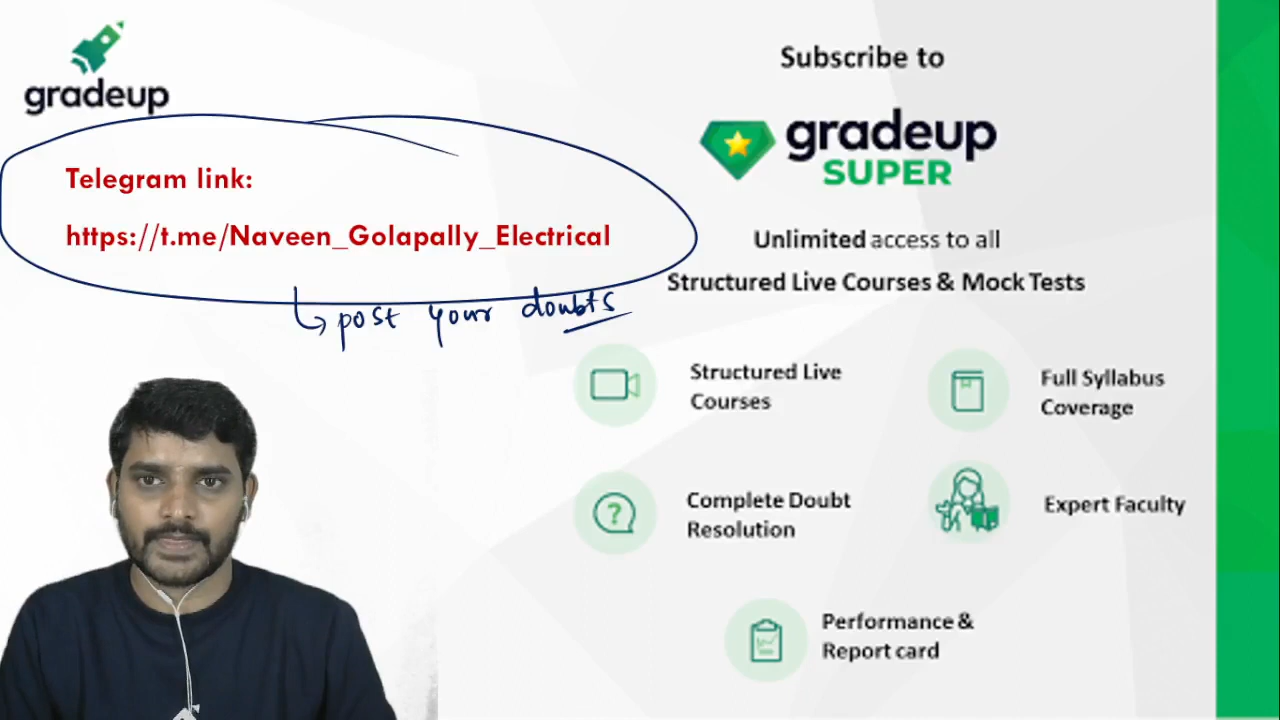 gradeup
Telegram link:
https://t.me/Naveen_Golapally_Electrical
post your doubts
Subscribe to
gradeup
SUPER
Unlimited access to all
Structured Live Courses & Mock Tests
Structured Live
Courses
Full Syllabus
Coverage
?
Complete Doubt
Resolution
Expert Faculty
Performance &
Report card